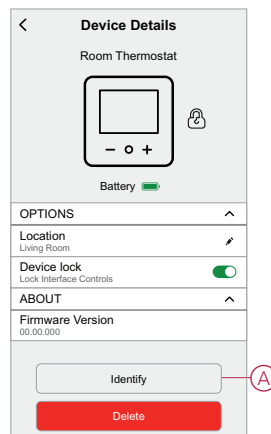 Device Details
Room Thermostat
Battery
OPTIONS
Location
Living Room
Device lock
Lock Interface Controls
ABOUT
Firmware Version
00.00.000
Identify
A
Delete